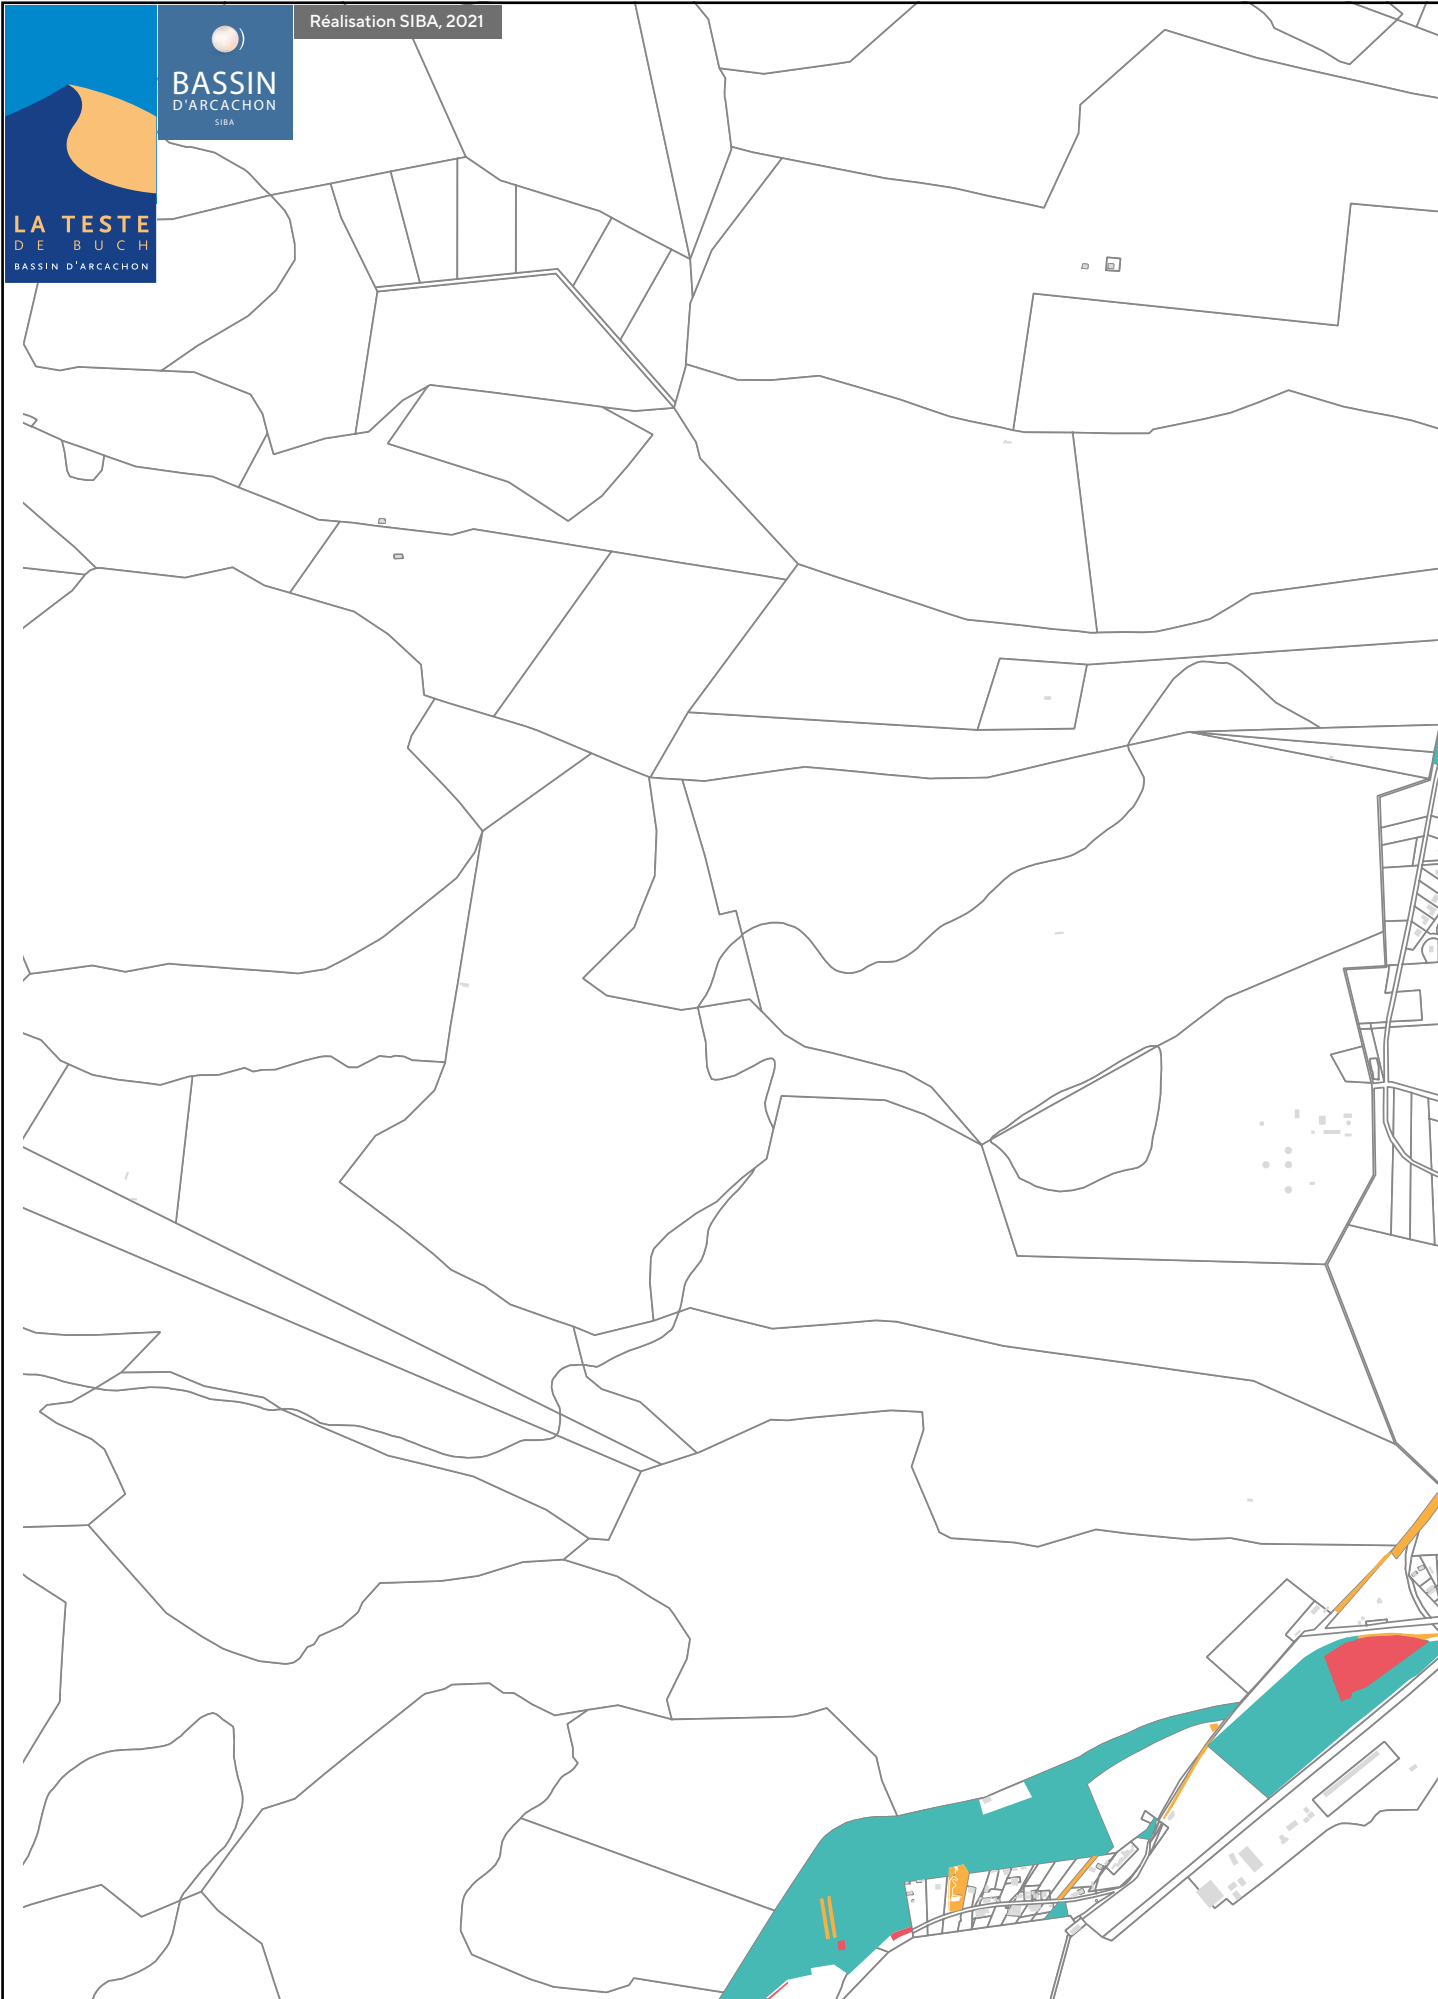 Réalisation SIBA, 2021
BASSIN
D'ARCACHON
SIBA
LA TESTE
DE BUCH
BASSIN D'ARCACHON